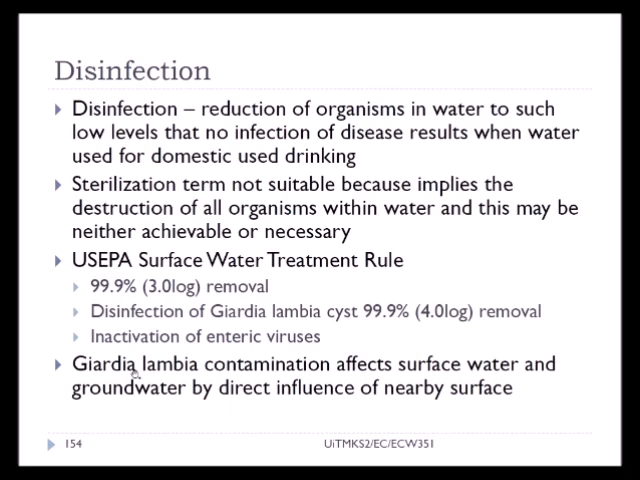 Disinfection
Disinfection – reduction of organisms in water to such
low levels that no infection of disease results when water
used for domestic used drinking
Sterilization term not suitable because implies the
destruction of all organisms within water and this may be
neither achievable or necessary
USEPA Surface Water Treatment Rule
99.9% (3.0log) removal
Disinfection of Giardia lambia cyst 99.9% (4.0log) removal
Inactivation of enteric viruses
Giardia lambia contamination affects surface water and
groundwater by direct influence of nearby surface
154
UiTMKS2/EC/ECW351